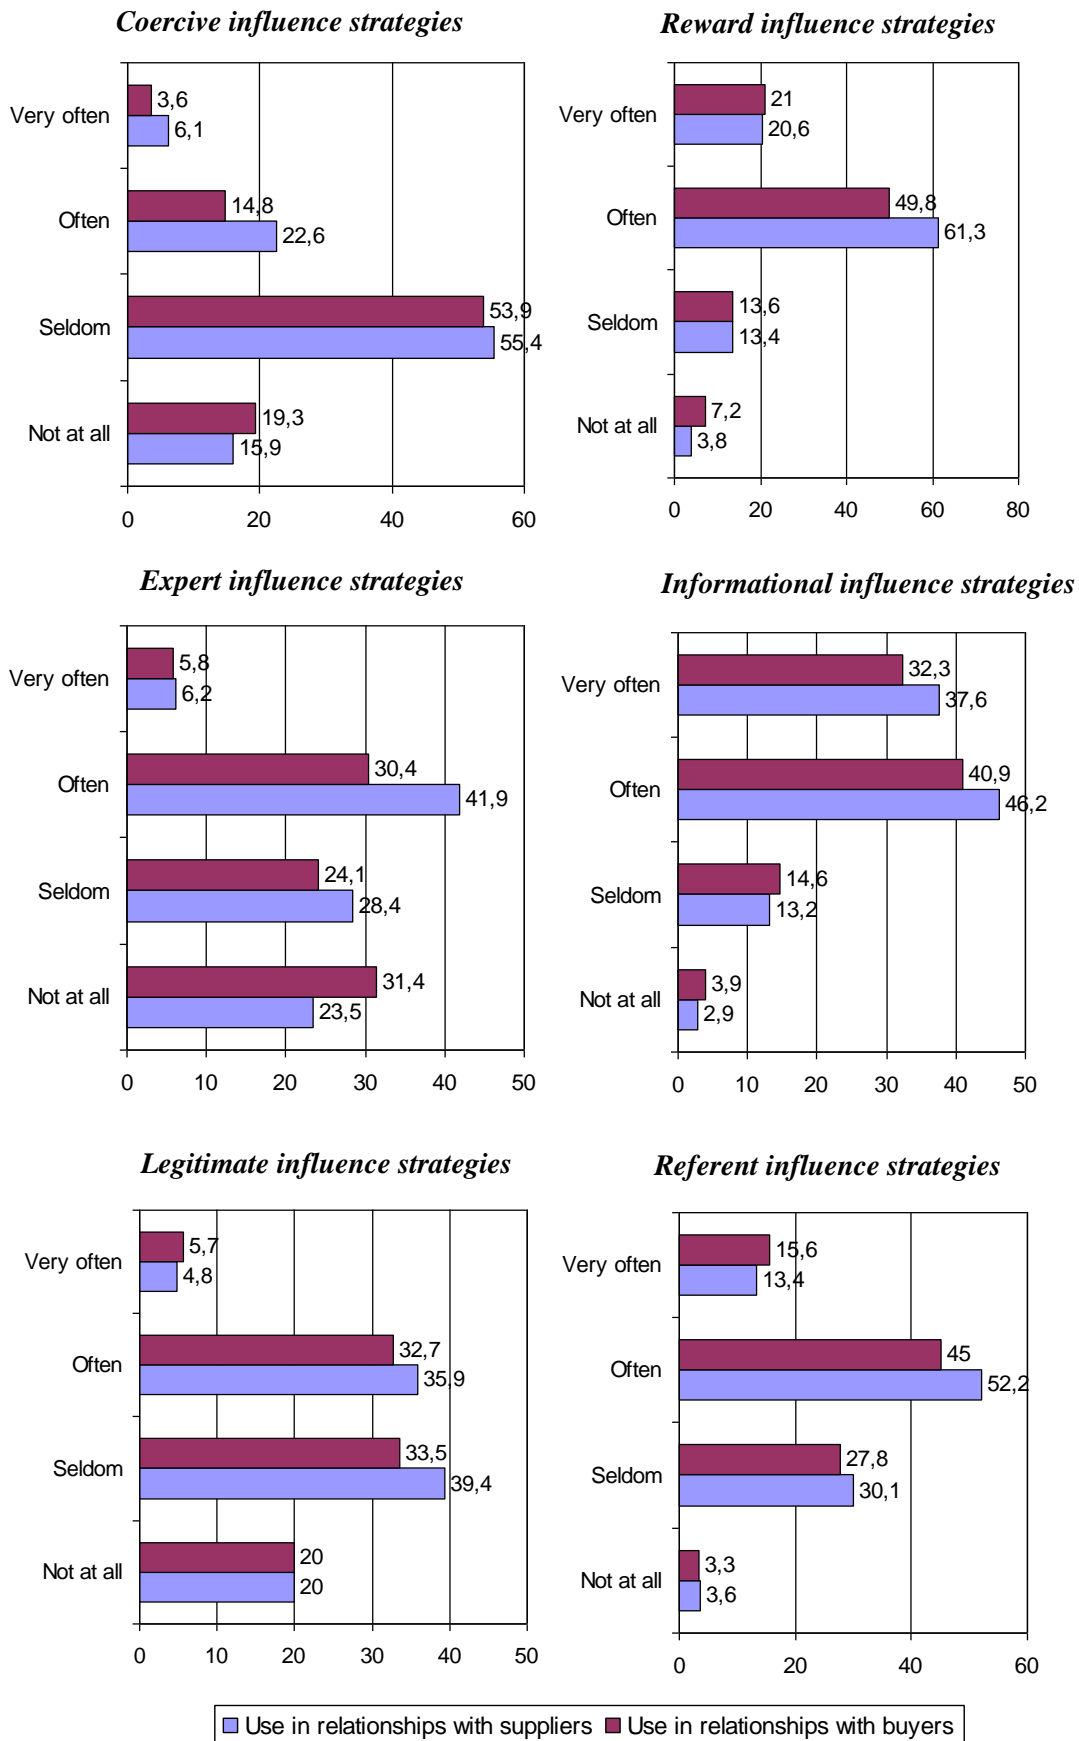 Coercive influence strategies
Very often
3,6
6,1
Often
14,8
22,6
Seldom
53,9
55,4
Not at all
19,3
15,9
0 20 40 60
Reward influence strategies
Very often
21
20,6
Often
49,8
61,3
Seldom
13,6
13,4
Not at all
7,2
3,8
0 20 40 60 80
Expert influence strategies
Very often
5,8
6,2
Often
30,4
41,9
Seldom
24,1
28,4
Not at all
31,4
23,5
0 10 20 30 40 50
Informational influence strategies
Very often
32,3
37,6
Often
40,9
46,2
Seldom
14,6
13,2
Not at all
3,9
2,9
0 10 20 30 40 50
Legitimate influence strategies
Very often
5,7
4,8
Often
32,7
35,9
Seldom
33,5
39,4
Not at all
20
20
0 10 20 30 40 50
Referent influence strategies
Very often
15,6
13,4
Often
45
52,2
Seldom
27,8
30,1
Not at all
3,3
3,6
0 20 40 60
Use in relationships with suppliers Use in relationships with buyers